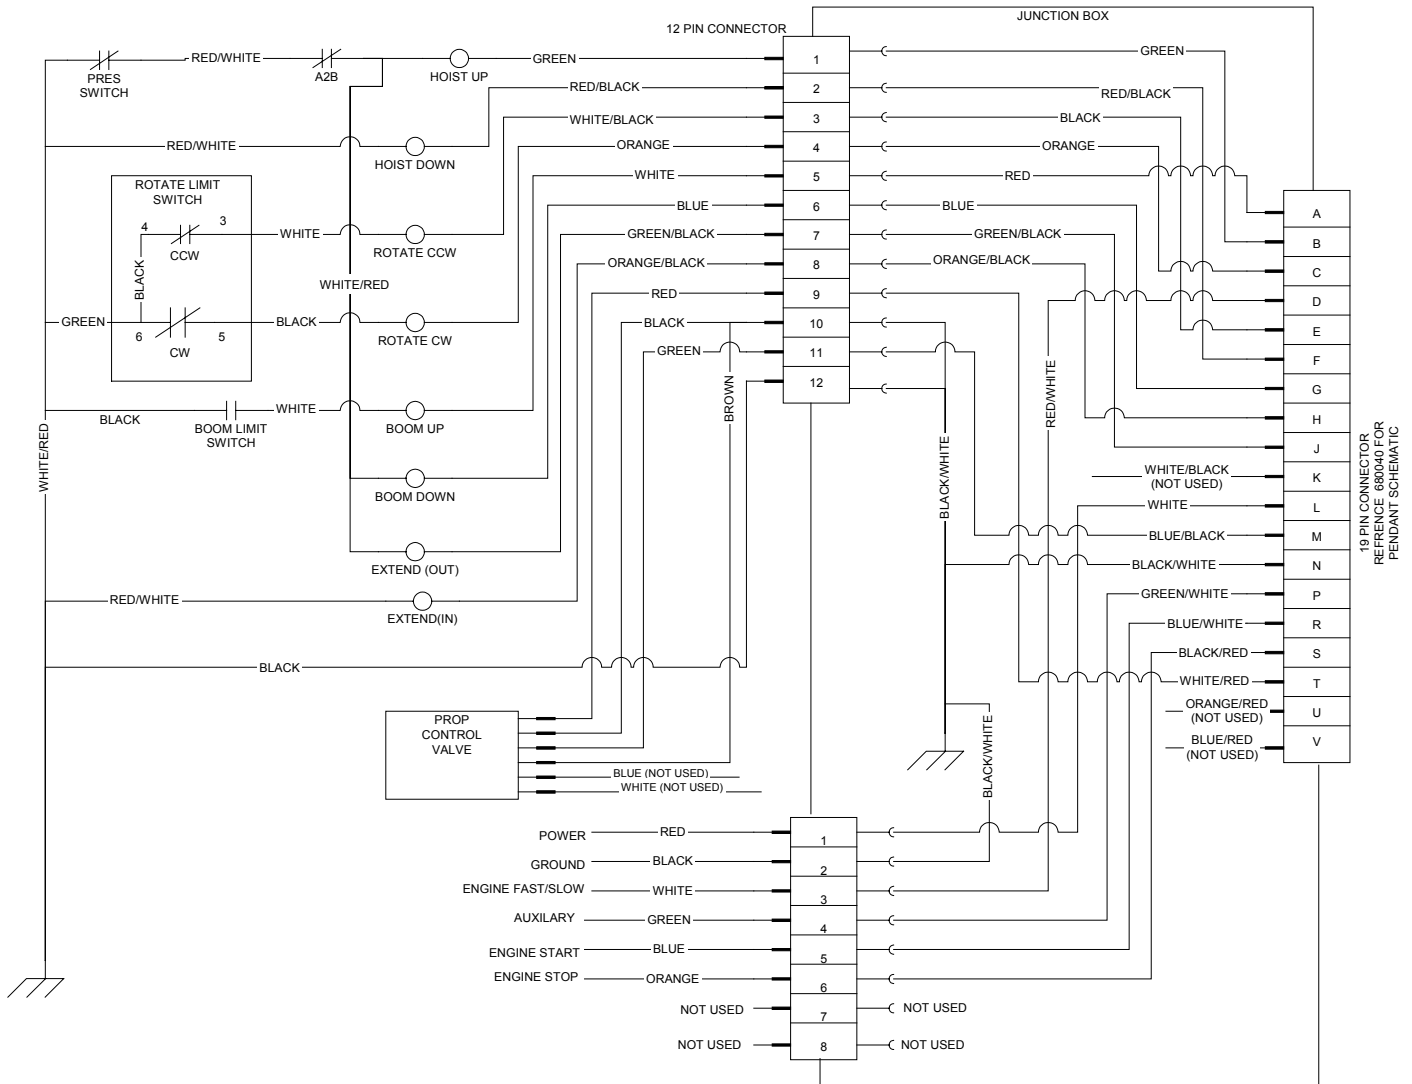 JUNCTION BOX
12 PIN CONNECTOR
PRES
SWITCH
RED/WHITE
A2B
HOIST UP
GREEN
1
GREEN
RED/BLACK
2
RED/BLACK
WHITE/BLACK
3
BLACK
RED/WHITE
HOIST DOWN
ORANGE
4
ORANGE
WHITE
5
RED
ROTATE LIMIT
SWITCH
4
3
CCW
BLACK
WHITE
ROTATE CCW
BLUE
6
BLUE
GREEN/BLACK
7
GREEN/BLACK
ORANGE/BLACK
8
ORANGE/BLACK
WHITE/RED
RED
9
GREEN
6
5
CW
BLACK
ROTATE CW
BLACK
10
GREEN
11
BROWN
12
BLACK
BOOM LIMIT
SWITCH
WHITE
BOOM UP
WHITE/RED
BOOM DOWN
EXTEND (OUT)
RED/WHITE
EXTEND(IN)
BLACK
BLACK/WHITE
RED/WHITE
A
B
C
D
E
F
G
H
J
WHITE/BLACK
(NOT USED)
K
WHITE
L
BLUE/BLACK
M
BLACK/WHITE
N
GREEN/WHITE
P
BLUE/WHITE
R
BLACK/RED
S
WHITE/RED
T
ORANGE/RED
(NOT USED)
U
BLUE/RED
(NOT USED)
V
19 PIN CONNECTOR
REFRENCE 680040 FOR
PENDANT SCHEMATIC
PROP
CONTROL
VALVE
BLUE (NOT USED)
WHITE (NOT USED)
BLACK/WHITE
POWER
RED
1
GROUND
BLACK
2
ENGINE FAST/SLOW
WHITE
3
AUXILARY
GREEN
4
ENGINE START
BLUE
5
ENGINE STOP
ORANGE
6
NOT USED
7
NOT USED
NOT USED
8
NOT USED